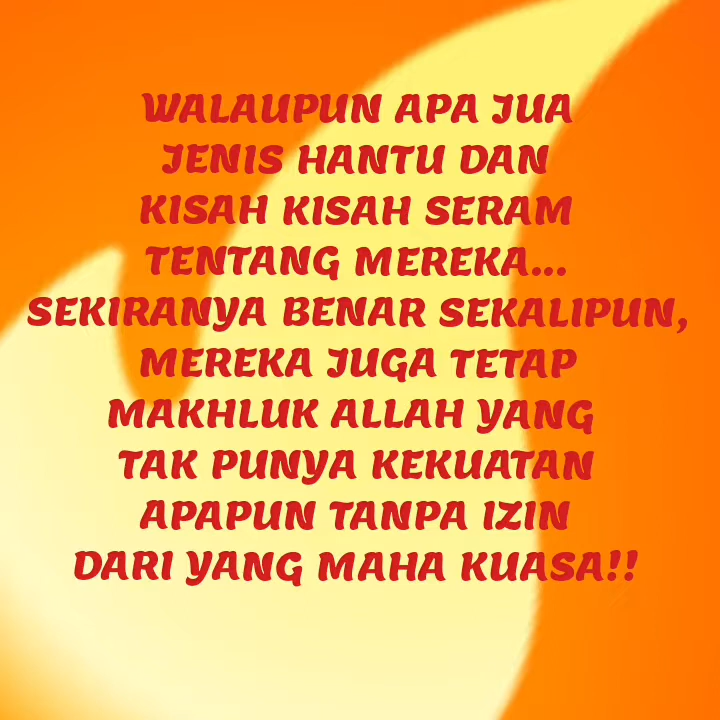 WALAUPUN APA JUA
JENIS HANTU DAN
KISAH KISAH SERAM
TENTANG MEREKA...
SEKIRANYA BENAR SEKALIPUN,
MEREKA JUGA TETAP
MAKHLUK ALLAH YANG
TAK PUNYA KEKUATAN
APAPUN TANPA IZIN
DARI YANG MAHA KUASA!!